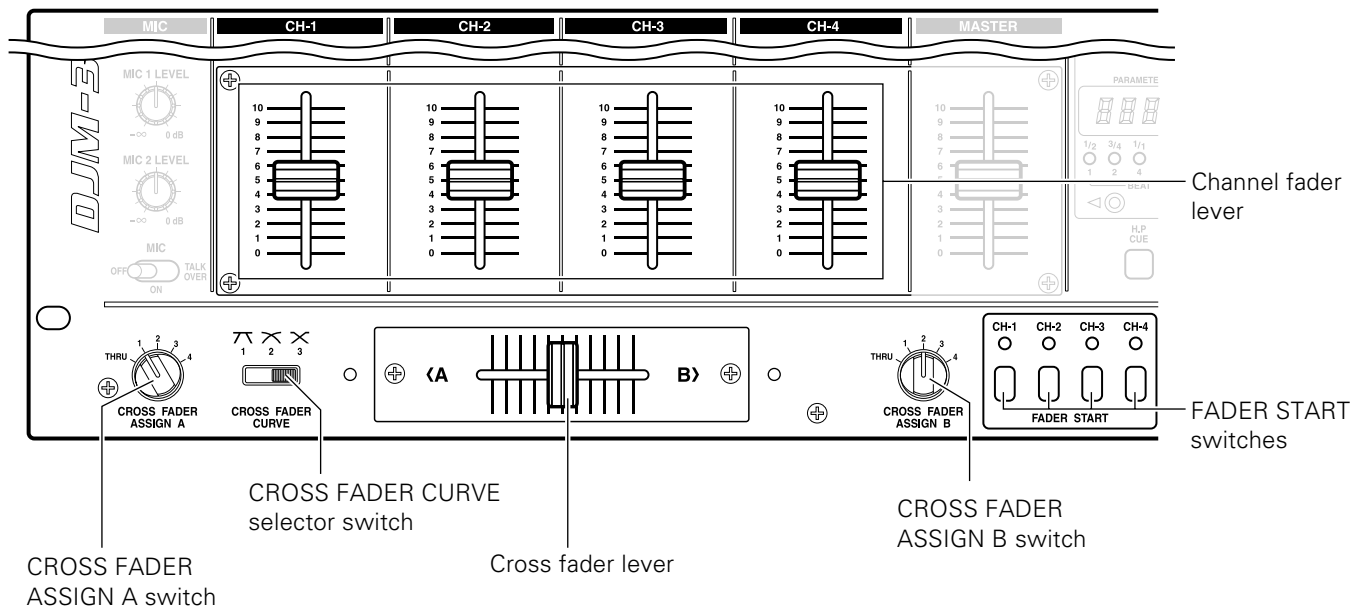 MIC CH-1 CH-2 CH-3 CH-4 MASTER
DJM-3
MIC 1 LEVEL
-∞ 0 dB
MIC 2 LEVEL
-∞ 0 dB
MIC
OFF TALK OVER
ON
10 10 10 10 10
9 9 9 9 9
8 8 8 8 8
7 7 7 7 7
6 6 6 6 6
5 5 5 5 5
4 4 4 4 4
3 3 3 3 3
2 2 2 2 2
1 1 1 1 1
0 0 0 0 0
PARAMETE
888
1/2 3/4 1/1
1 2 4
BEAT
H.P
CUE
Channel fader
lever
THRU 1 2 3 4
CROSS FADER
ASSIGN A
1 2 3
CROSS FADER
CURVE
⟨A B⟩
THRU 1 2 3 4
CROSS FADER
ASSIGN B
CH-1 CH-2 CH-3 CH-4
FADER START
FADER START
switches
CROSS FADER CURVE
selector switch
CROSS FADER
ASSIGN B switch
Cross fader lever
CROSS FADER
ASSIGN A switch